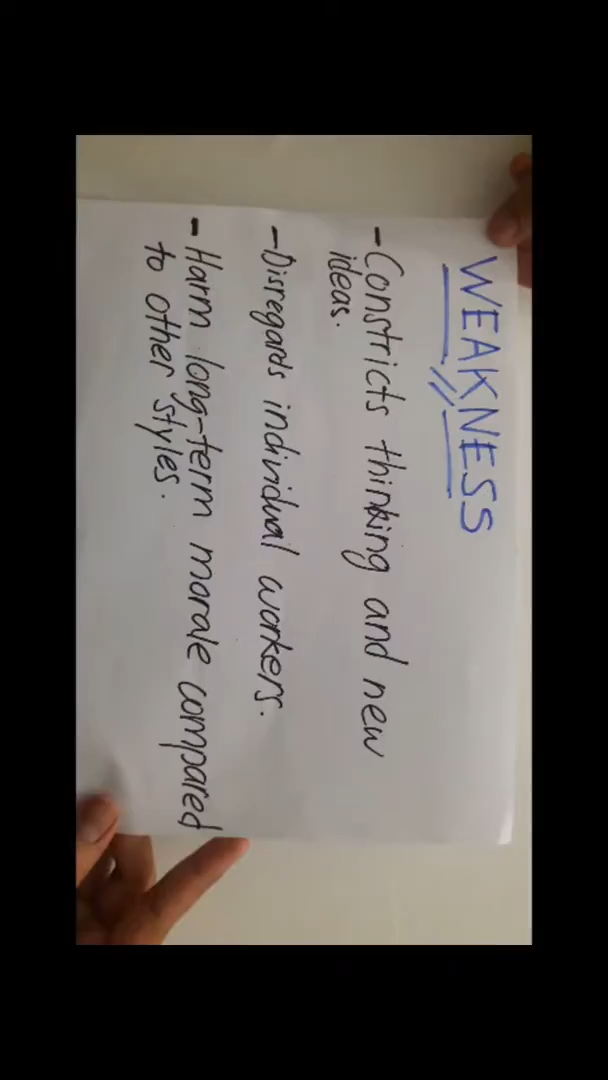 WEAKNESS
- Constricts thinking and new
ideas.
- Disregards individual workers.
- Harm long-term morale compared
to other styles.